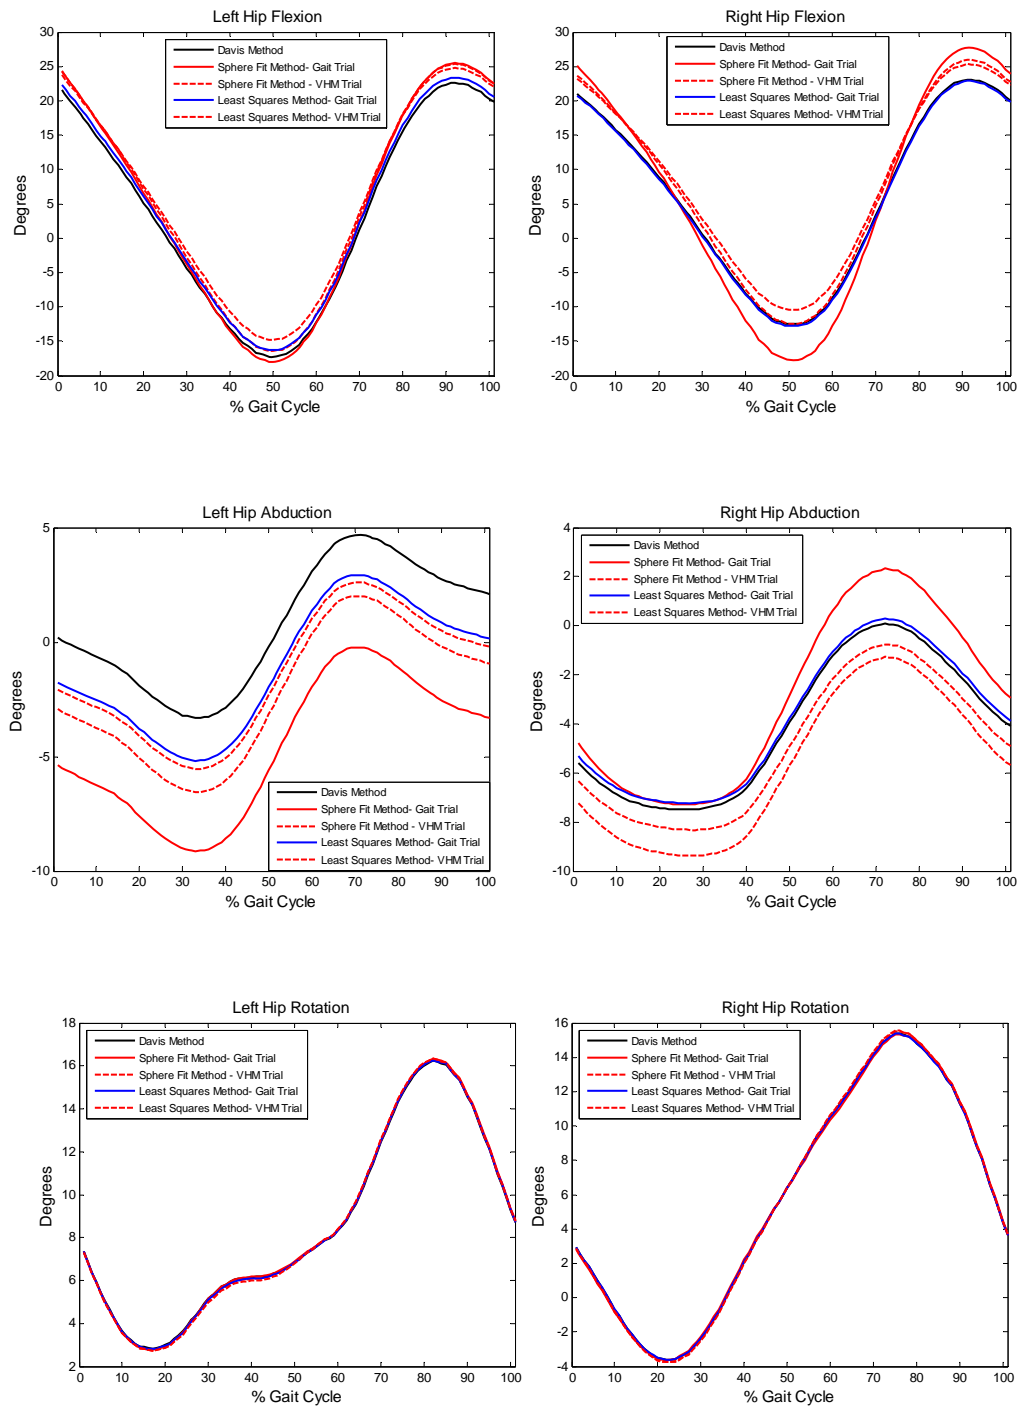 Left Hip Flexion
30
25
20
15
10
5
0
-5
-10
-15
-20
Degrees
Davis Method
Sphere Fit Method- Gait Trial
Sphere Fit Method - VHM Trial
Least Squares Method- Gait Trial
Least Squares Method- VHM Trial
0 10 20 30 40 50 60 70 80 90 100
% Gait Cycle
Right Hip Flexion
30
25
20
15
10
5
0
-5
-10
-15
-20
Degrees
Davis Method
Sphere Fit Method- Gait Trial
Sphere Fit Method - VHM Trial
Least Squares Method- Gait Trial
Least Squares Method- VHM Trial
0 10 20 30 40 50 60 70 80 90 100
% Gait Cycle
Left Hip Abduction
5
0
-5
-10
Degrees
Davis Method
Sphere Fit Method- Gait Trial
Sphere Fit Method - VHM Trial
Least Squares Method- Gait Trial
Least Squares Method- VHM Trial
0 10 20 30 40 50 60 70 80 90 100
% Gait Cycle
Right Hip Abduction
4
2
0
-2
-4
-6
-8
-10
Degrees
Davis Method
Sphere Fit Method- Gait Trial
Sphere Fit Method - VHM Trial
Least Squares Method- Gait Trial
Least Squares Method- VHM Trial
0 10 20 30 40 50 60 70 80 90 100
% Gait Cycle
Left Hip Rotation
18
16
14
12
10
8
6
4
2
Degrees
Davis Method
Sphere Fit Method- Gait Trial
Sphere Fit Method - VHM Trial
Least Squares Method- Gait Trial
Least Squares Method- VHM Trial
0 10 20 30 40 50 60 70 80 90 100
% Gait Cycle
Right Hip Rotation
16
14
12
10
8
6
4
2
0
-2
-4
Degrees
Davis Method
Sphere Fit Method- Gait Trial
Sphere Fit Method - VHM Trial
Least Squares Method- Gait Trial
Least Squares Method- VHM Trial
0 10 20 30 40 50 60 70 80 90 100
% Gait Cycle